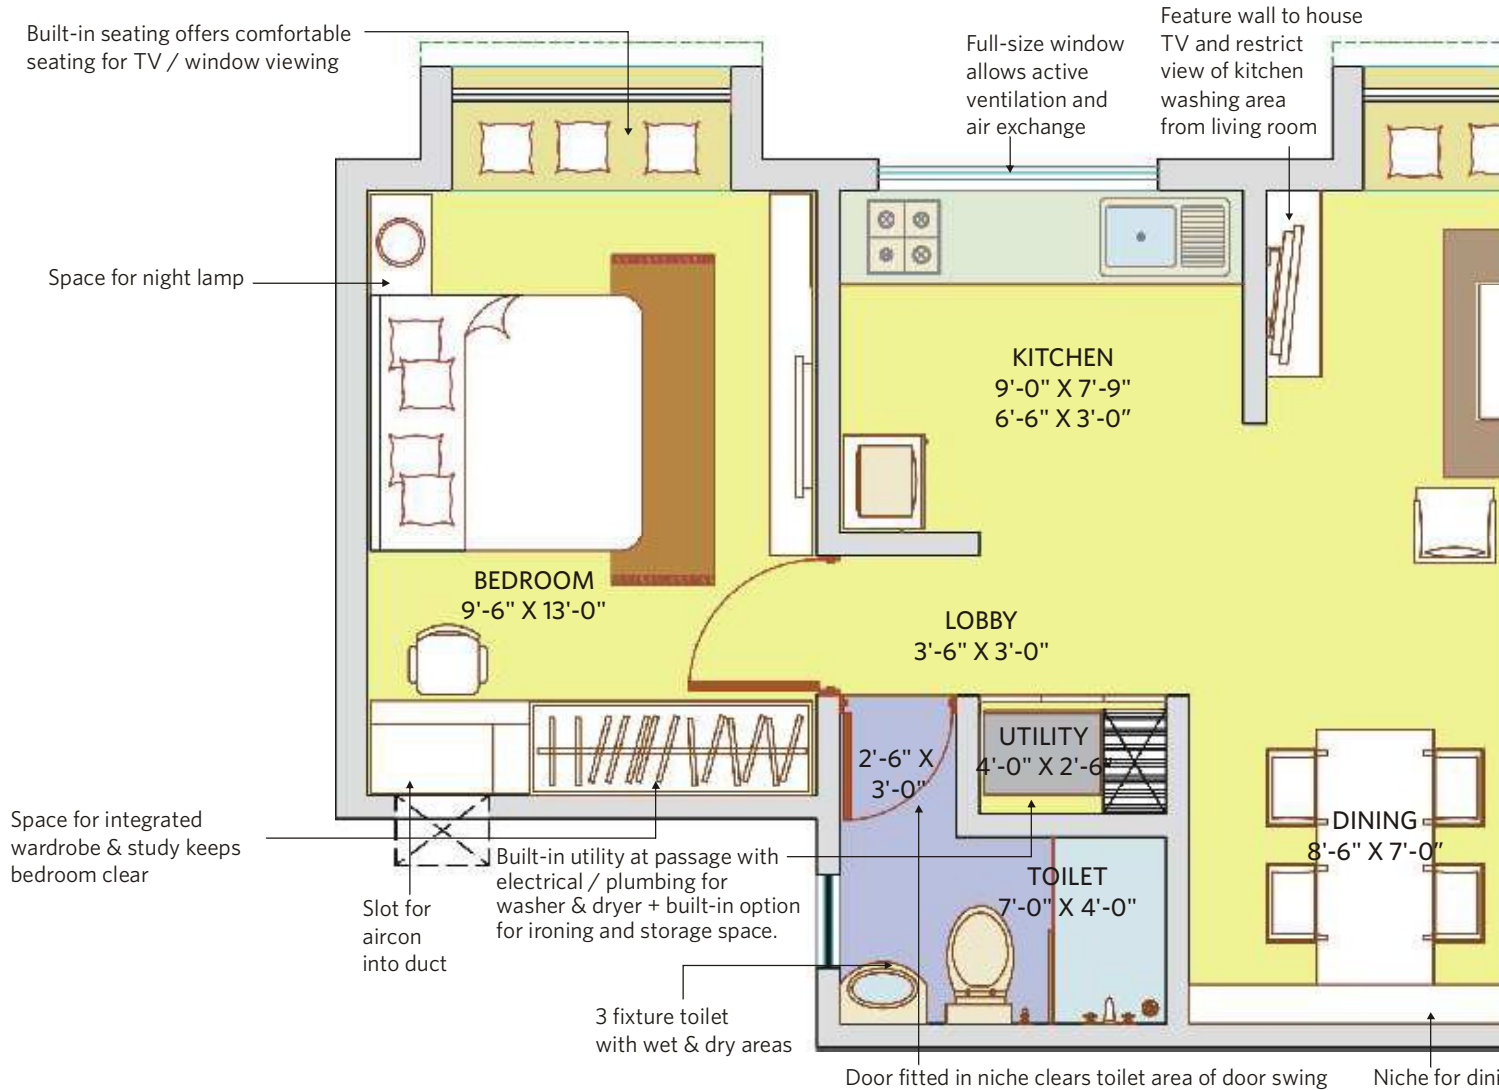 Built-in seating offers comfortable
seating for TV / window viewing
Full-size window
allows active
ventilation and
air exchange
Feature wall to house
TV and restrict
view of kitchen
washing area
from living room
Space for night lamp
KITCHEN
9'-0" X 7'-9"
6'-6" X 3'-0"
BEDROOM
9'-6" X 13'-0"
LOBBY
3'-6" X 3'-0"
2'-6" X
3'-0"
UTILITY
4'-0" X 2'-6"
DINING
8'-6" X 7'-0"
TOILET
7'-0" X 4'-0"
Space for integrated
wardrobe & study keeps
bedroom clear
Slot for
aircon
into duct
Built-in utility at passage with
electrical / plumbing for
washer & dryer + built-in option
for ironing and storage space.
3 fixture toilet
with wet & dry areas
Door fitted in niche clears toilet area of door swing
Niche for dini